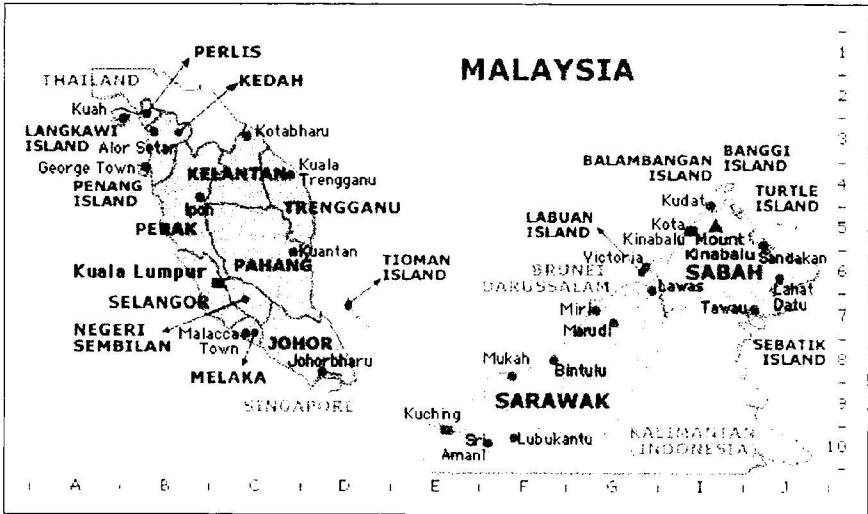 MALAYSIA
PERLIS
THAILAND
KEDAH
Kuah
LANGKAWI
ISLAND
Alor Setar
Kotabharu
George Town
PENANG
ISLAND
KELANTAN
Kuala
Trengganu
Ipoh
TRENGGANU
PERAK
Kuantan
PAHANG
TIOMAN
ISLAND
Kuala Lumpur
SELANGOR
NEGERI
SEMBILAN
Malacca
Town
JOHOR
Johorbharu
MELAKA
SINGAPORE
BANGGI
ISLAND
BALAMBANGAN
ISLAND
Kudat
TURTLE
ISLAND
LABUAN
ISLAND
Kota
Kinabalu
Mount
Kinabalu
Sandakan
Victoria
SABAH
BRUNEI
DARUSSALAM
Lawas
Lahat
Datu
Miri
Tawau
Marudi
SEBATIK
ISLAND
Mukah
Bintulu
SARAWAK
Kuching
Sri
Amanl
Lubukantu
KALIMANTAN
(INDONESIA)
1
2
3
4
5
6
7
8
9
10
A B C D E F G H I J